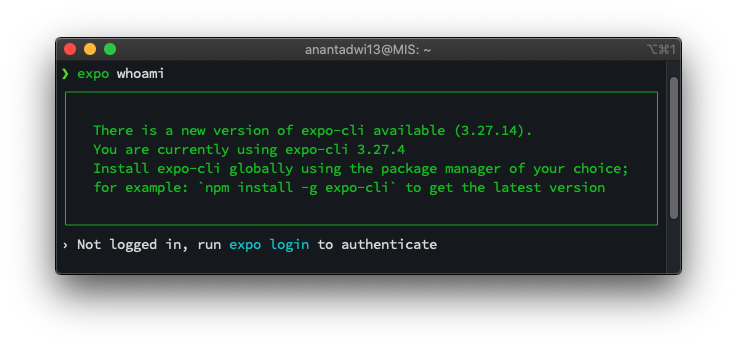 anantadwi13@MIS: ~
⌥⌘1
❯ expo whoami
There is a new version of expo-cli available (3.27.14).
You are currently using expo-cli 3.27.4
Install expo-cli globally using the package manager of your choice;
for example: `npm install -g expo-cli` to get the latest version
› Not logged in, run expo login to authenticate